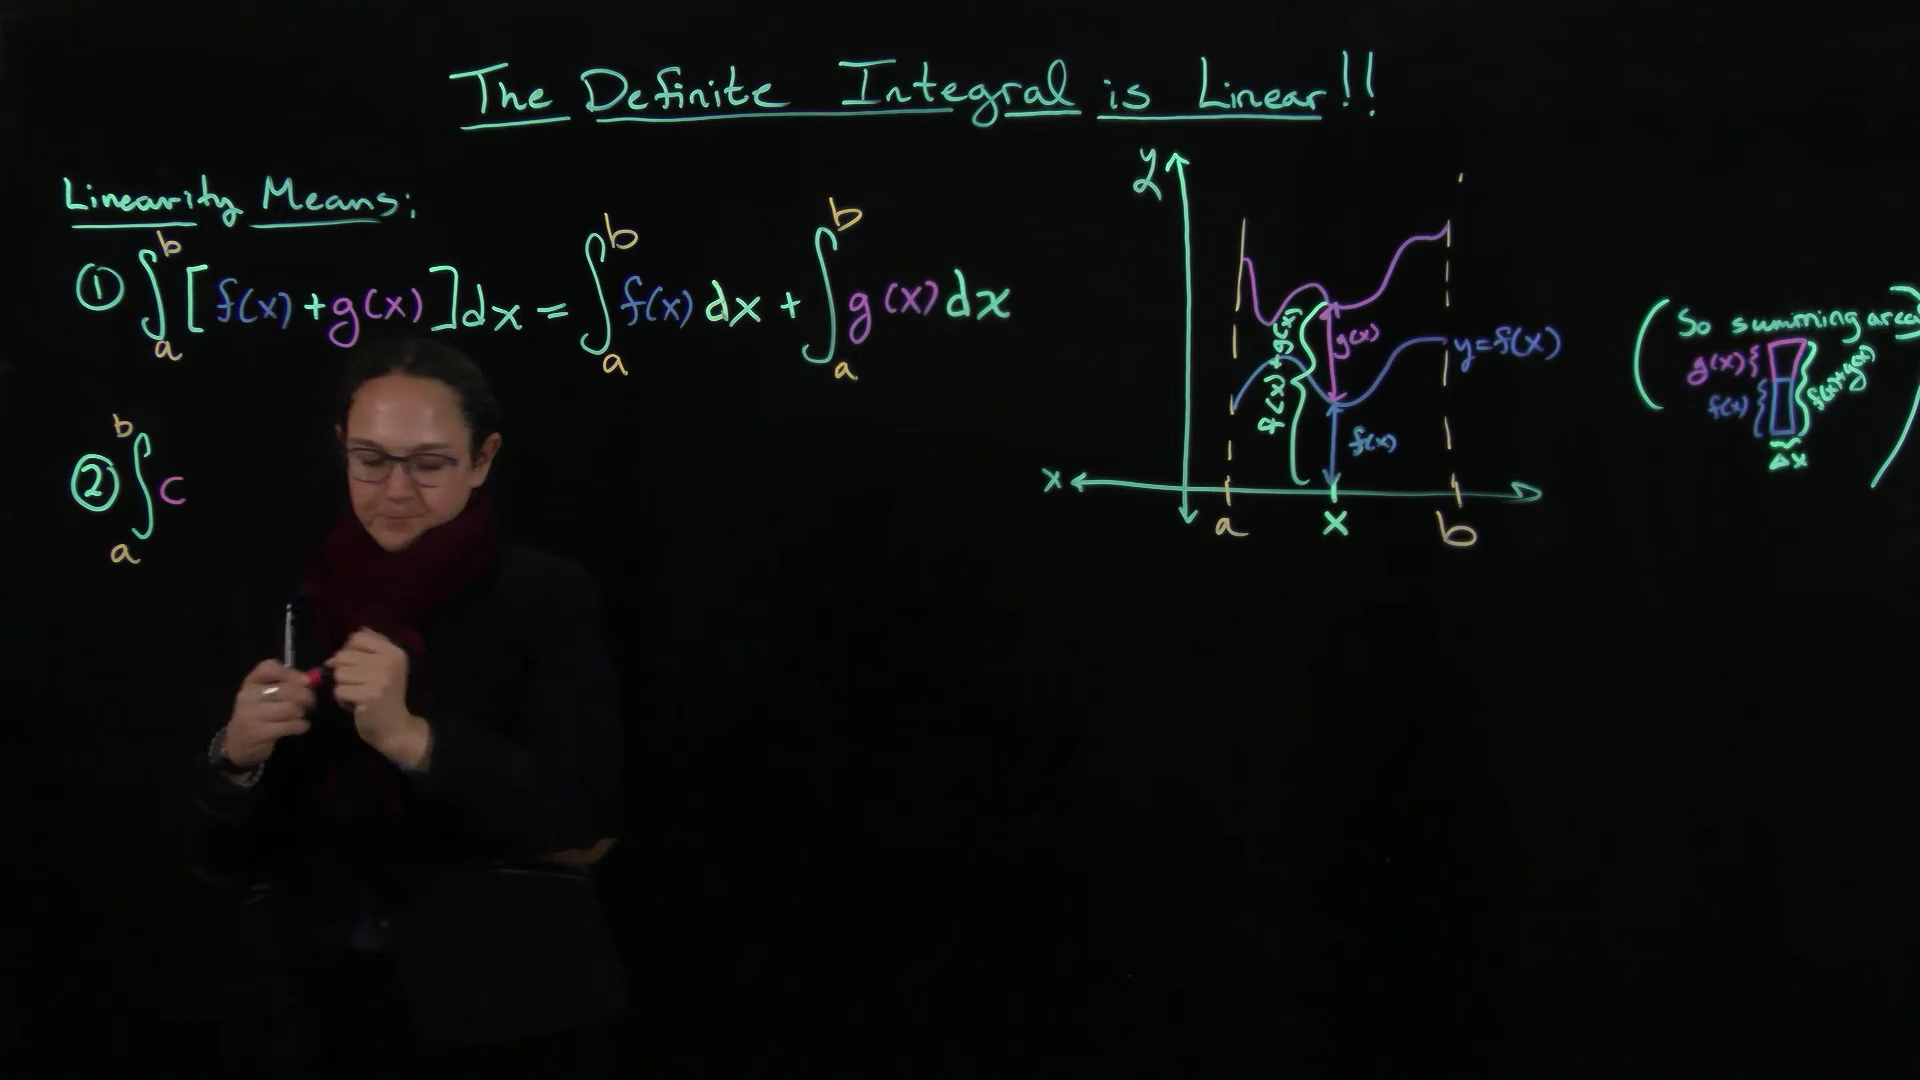 The Definite Integral is Linear!!
Linearity Means:
① ∫_a^b [f(x)+g(x)]dx = ∫_a^b f(x)dx + ∫_a^b g(x)dx
② ∫_a^b c
y
x
a
x
b
f(x)+g(x)
g(x)
f(x)
y=f(x)
(So summing area)
g(x){
f(x){
f(x)+g(x)
Δx